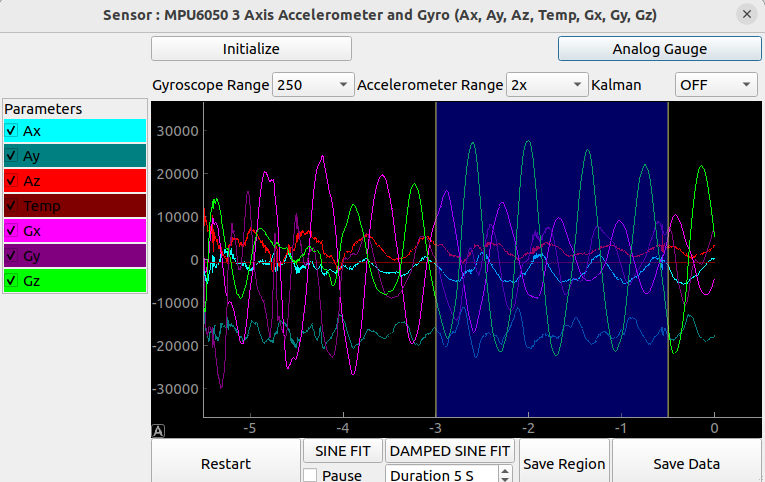 Sensor : MPU6050 3 Axis Accelerometer and Gyro (Ax, Ay, Az, Temp, Gx, Gy, Gz)
Initialize
Analog Gauge
Gyroscope Range 250 Accelerometer Range 2x Kalman OFF
Parameters
Ax
Ay
Az
Temp
Gx
Gy
Gz
30000
20000
10000
0
-10000
-20000
-30000
-5 -4 -3 -2 -1 0
A
Restart
SINE FIT
DAMPED SINE FIT
Pause
Duration 5 S
Save Region
Save Data